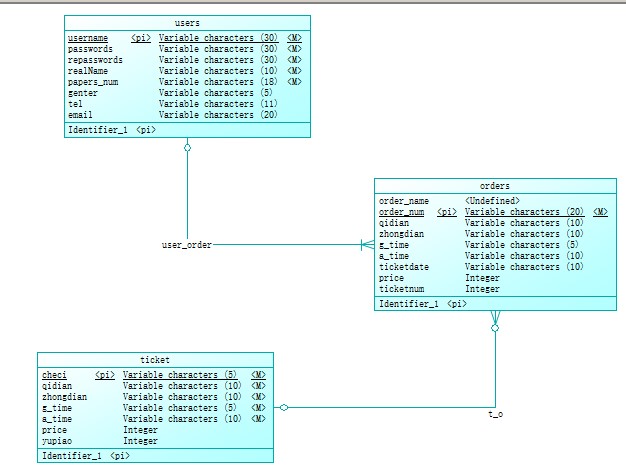 users
username <pi> Variable characters (30) <M>
passwords Variable characters (30) <M>
repasswords Variable characters (30) <M>
realName Variable characters (10) <M>
papers_num Variable characters (18) <M>
genter Variable characters (5)
tel Variable characters (11)
email Variable characters (20)
Identifier_1 <pi>
orders
order_name <Undefined>
order_num <pi> Variable characters (20) <M>
qidian Variable characters (10)
zhongdian Variable characters (10)
g_time Variable characters (5)
a_time Variable characters (10)
ticketdate Variable characters (10)
price Integer
ticketnum Integer
Identifier_1 <pi>
user_order
ticket
checi <pi> Variable characters (5) <M>
qidian Variable characters (10) <M>
zhongdian Variable characters (10) <M>
g_time Variable characters (5) <M>
a_time Variable characters (10) <M>
price Integer
yupiao Integer
Identifier_1 <pi>
t_o